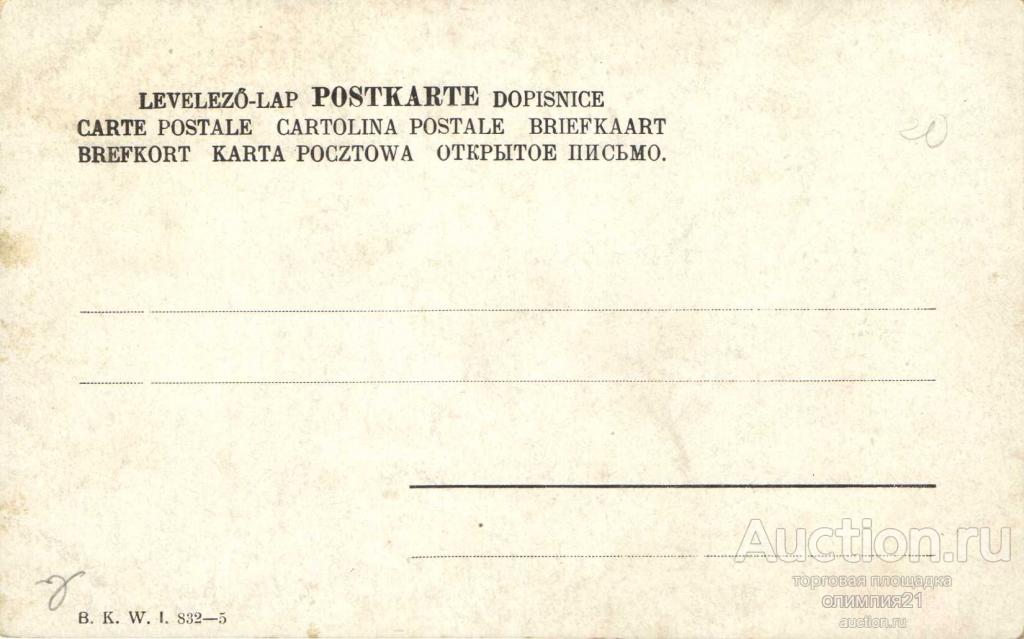 LEVELEZŐ-LAP POSTKARTE DOPISNICE
CARTE POSTALE CARTOLINA POSTALE BRIEFKAART
BREFKORT KARTA POCZTOWA ОТКРЫТОЕ ПИСЬМО.
20
B. K. W. I. 832—5
Auction.ru
торговая площадка
олимпия21
auction.ru